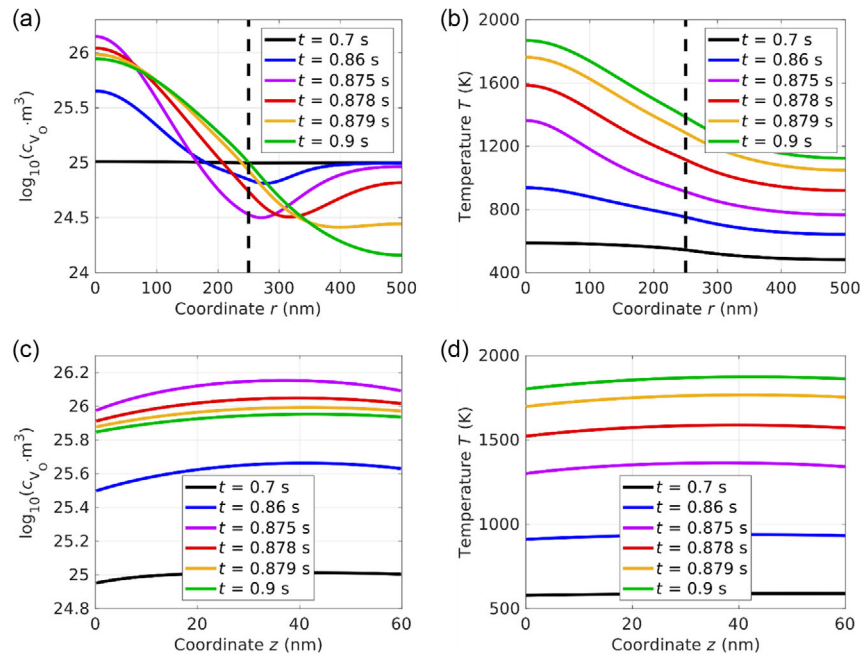 (a)
log10(cVO·m³)
26
25.5
25
24.5
24
0
100
200
300
400
500
Coordinate r (nm)
t = 0.7 s
t = 0.86 s
t = 0.875 s
t = 0.878 s
t = 0.879 s
t = 0.9 s
(b)
Temperature T (K)
2000
1600
1200
800
400
0
100
200
300
400
500
Coordinate r (nm)
t = 0.7 s
t = 0.86 s
t = 0.875 s
t = 0.878 s
t = 0.879 s
t = 0.9 s
(c)
log10(cVO·m³)
26.2
26
25.8
25.6
25.4
25.2
25
24.8
0
20
40
60
Coordinate z (nm)
t = 0.7 s
t = 0.86 s
t = 0.875 s
t = 0.878 s
t = 0.879 s
t = 0.9 s
(d)
Temperature T (K)
2000
1500
1000
500
0
20
40
60
Coordinate z (nm)
t = 0.7 s
t = 0.86 s
t = 0.875 s
t = 0.878 s
t = 0.879 s
t = 0.9 s